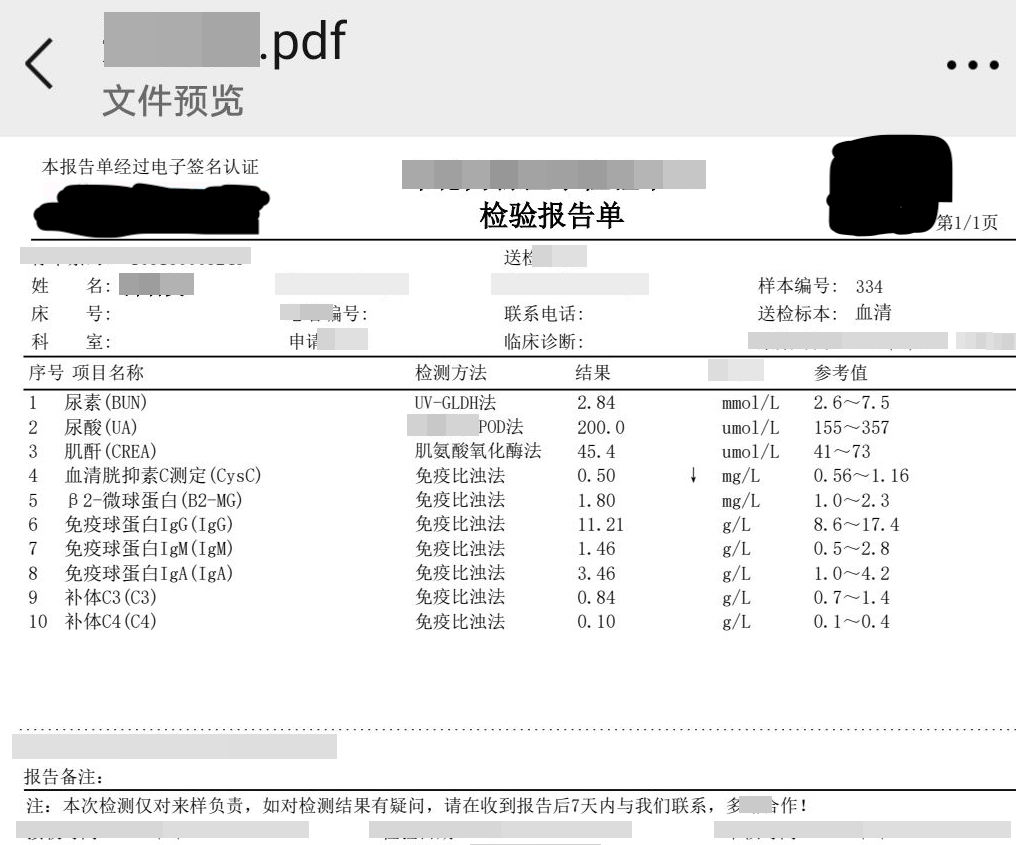 .pdf
文件预览
本报告单经过电子签名认证
检验报告单
第1/1页
送检
姓 名:
样本编号: 334
床 号:
编号:
联系电话:
送检标本: 血清
科 室:
申请
临床诊断:
序号 项目名称 检测方法 结果 参考值
1 尿素(BUN) UV-GLDH法 2.84 mmol/L 2.6～7.5
2 尿酸(UA) POD法 200.0 umol/L 155～357
3 肌酐(CREA) 肌氨酸氧化酶法 45.4 umol/L 41～73
4 血清胱抑素C测定(CysC) 免疫比浊法 0.50 ↓ mg/L 0.56～1.16
5 β2-微球蛋白(B2-MG) 免疫比浊法 1.80 mg/L 1.0～2.3
6 免疫球蛋白IgG(IgG) 免疫比浊法 11.21 g/L 8.6～17.4
7 免疫球蛋白IgM(IgM) 免疫比浊法 1.46 g/L 0.5～2.8
8 免疫球蛋白IgA(IgA) 免疫比浊法 3.46 g/L 1.0～4.2
9 补体C3(C3) 免疫比浊法 0.84 g/L 0.7～1.4
10 补体C4(C4) 免疫比浊法 0.10 g/L 0.1～0.4
报告备注:
注: 本次检测仅对来样负责, 如对检测结果有疑问, 请在收到报告后7天内与我们联系, 多 合作!